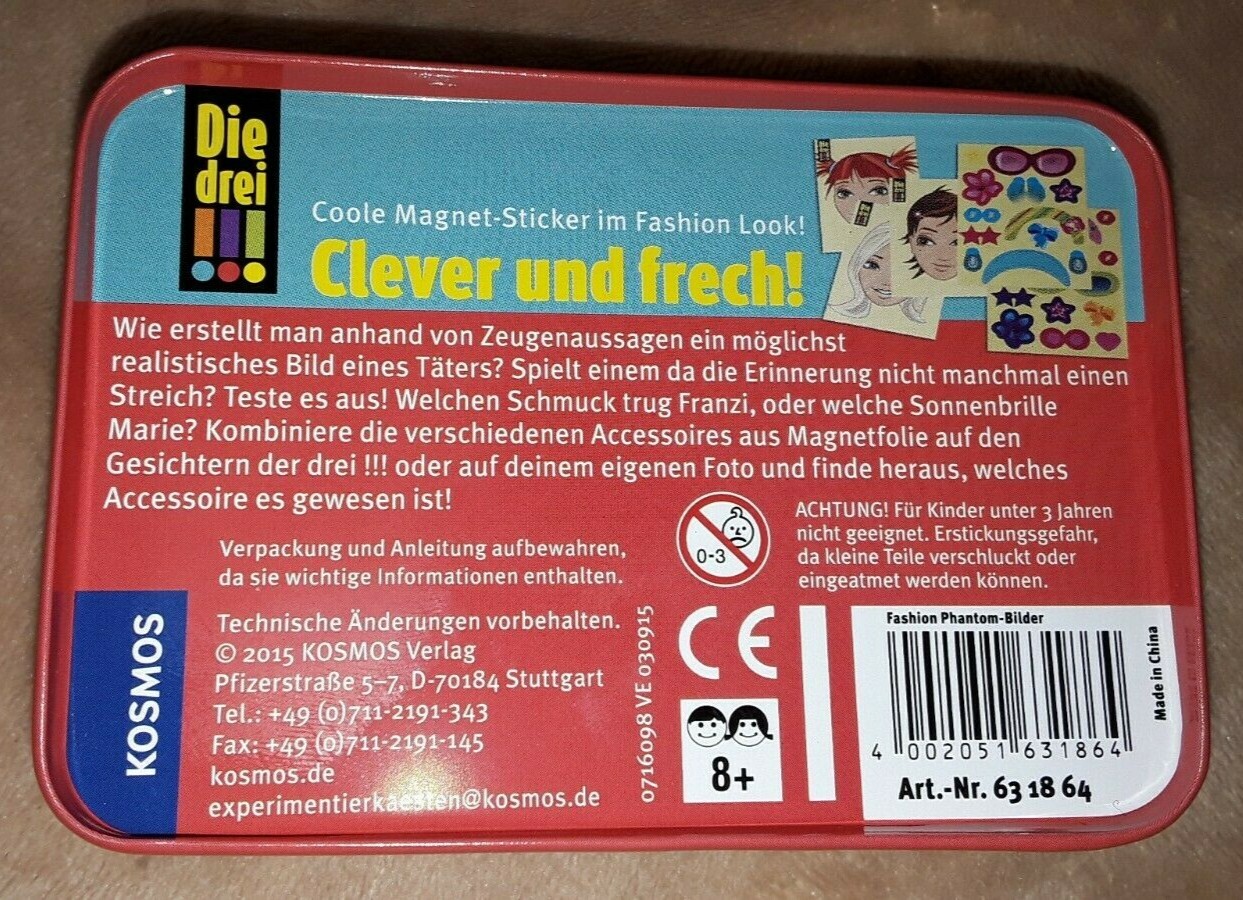 Die
drei
!!!
Coole Magnet-Sticker im Fashion Look!
Clever und frech!
Wie erstellt man anhand von Zeugenaussagen ein möglichst
realistisches Bild eines Täters? Spielt einem da die Erinnerung nicht manchmal einen
Streich? Teste es aus! Welchen Schmuck trug Franzi, oder welche Sonnenbrille
Marie? Kombiniere die verschiedenen Accessoires aus Magnetfolie auf den
Gesichtern der drei !!! oder auf deinem eigenen Foto und finde heraus, welches
Accessoire es gewesen ist!
Verpackung und Anleitung aufbewahren,
da sie wichtige Informationen enthalten.
0-3
ACHTUNG! Für Kinder unter 3 Jahren
nicht geeignet. Erstickungsgefahr,
da kleine Teile verschluckt oder
eingeatmet werden können.
KOSMOS
Technische Änderungen vorbehalten.
© 2015 KOSMOS Verlag
Pfizerstraße 5–7, D-70184 Stuttgart
Tel.: +49 (0)711-2191-343
Fax: +49 (0)711-2191-145
kosmos.de
experimentierkaesten@kosmos.de
0716098 VE 030915
CE
8+
Fashion Phantom-Bilder
4 002051 631864
Art.-Nr. 63 18 64
Made in China